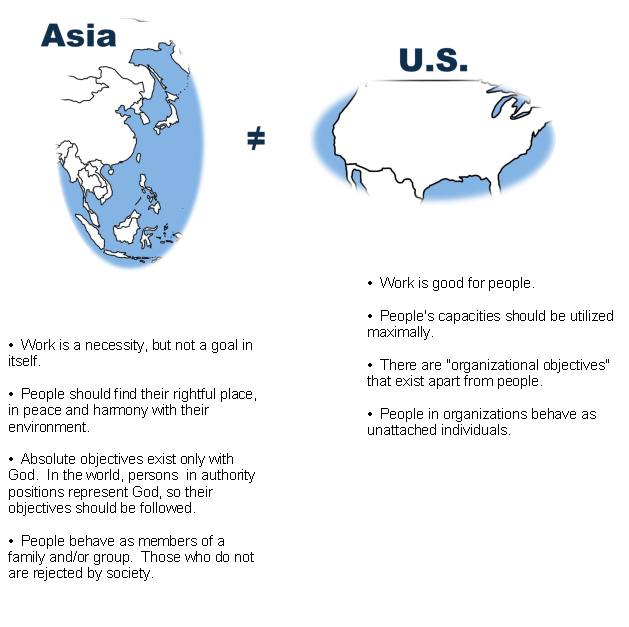 Asia
U.S.
≠
• Work is good for people.
• People's capacities should be utilized
maximally.
• There are "organizational objectives"
that exist apart from people.
• People in organizations behave as
unattached individuals.
• Work is a necessity, but not a goal in
itself.
• People should find their rightful place,
in peace and harmony with their
environment.
• Absolute objectives exist only with
God. In the world, persons in authority
positions represent God, so their
objectives should be followed.
• People behave as members of a
family and/or group. Those who do not
are rejected by society.